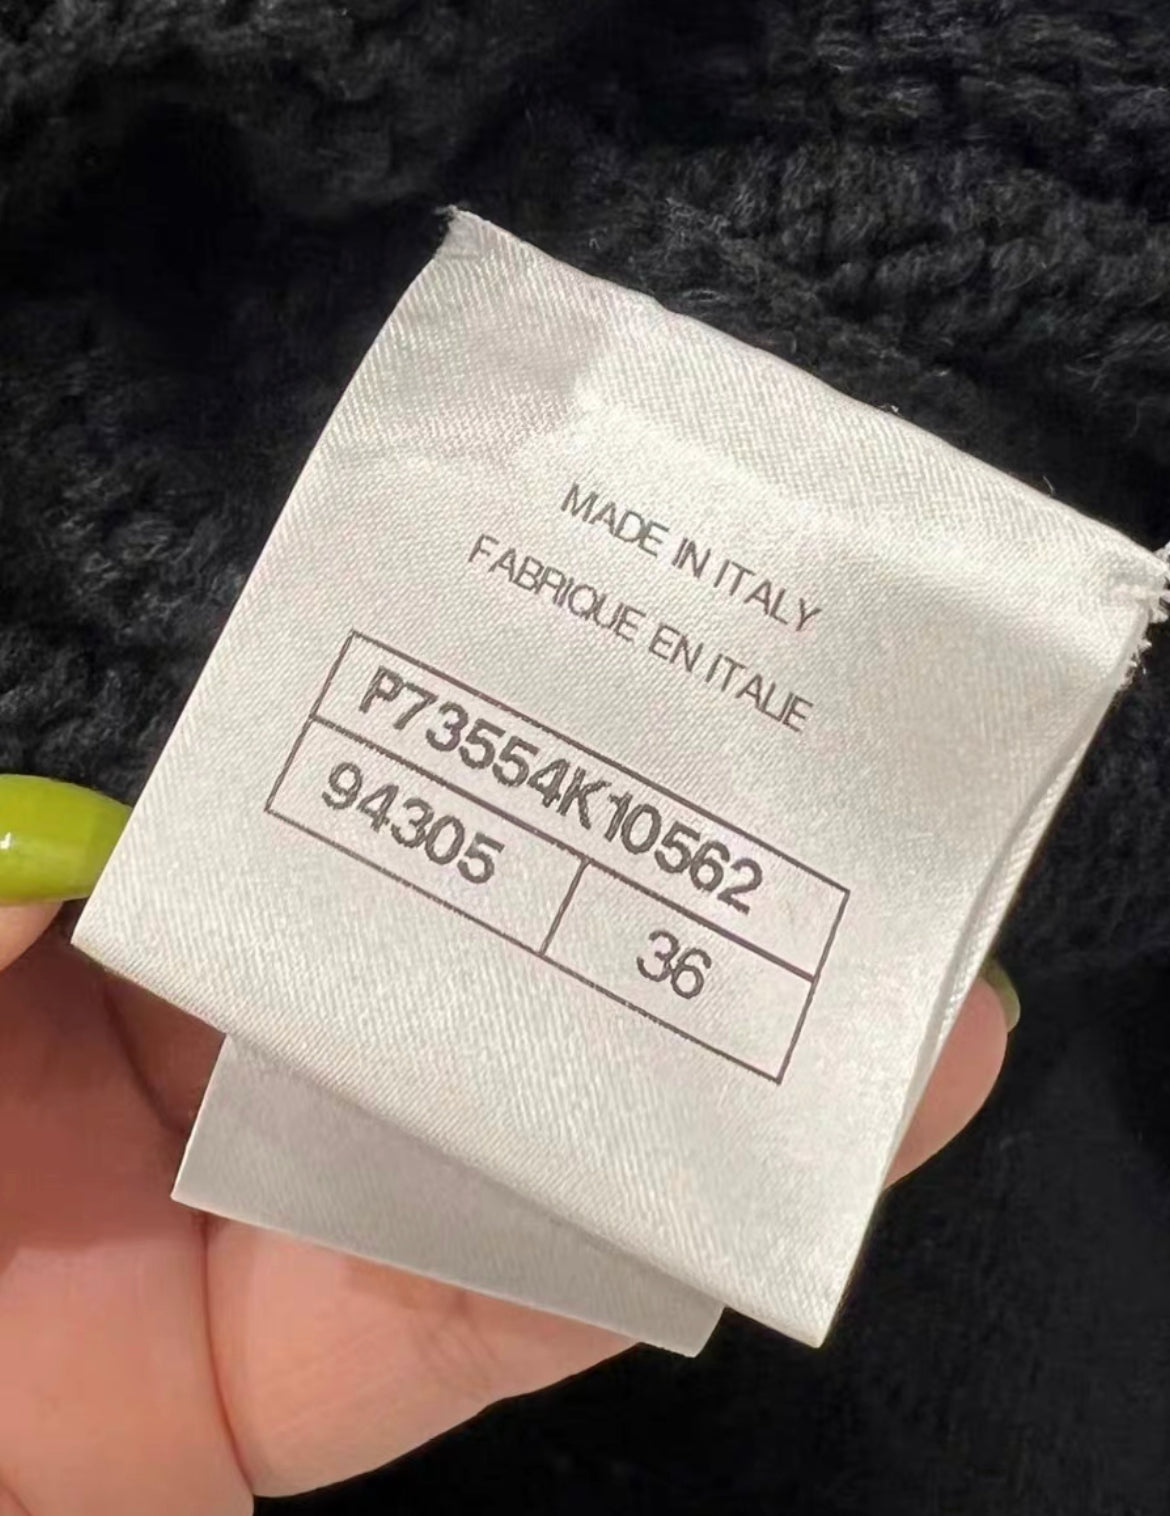 MADE IN ITALY
FABRIQUE EN ITALIE
P73554K10562
94305
36